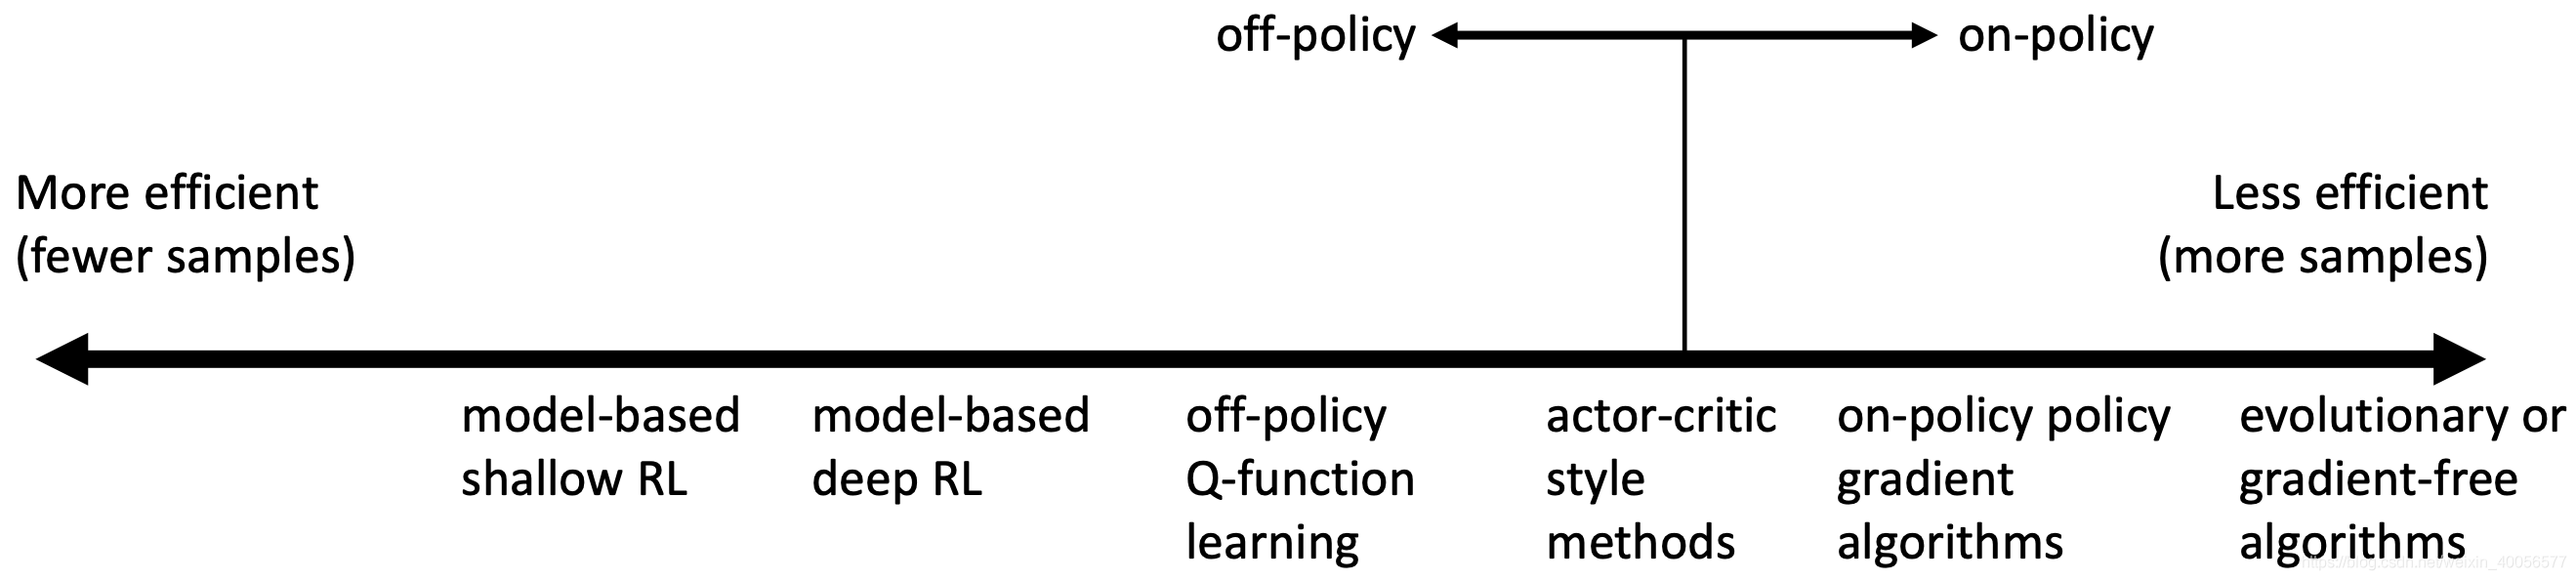 off-policy on-policy
More efficient
(fewer samples)
Less efficient
(more samples)
model-based
shallow RL
model-based
deep RL
off-policy
Q-function
learning
actor-critic
style
methods
on-policy policy
gradient
algorithms
evolutionary or
gradient-free
algorithms
https://blog.csdn.net/weixin_40056577